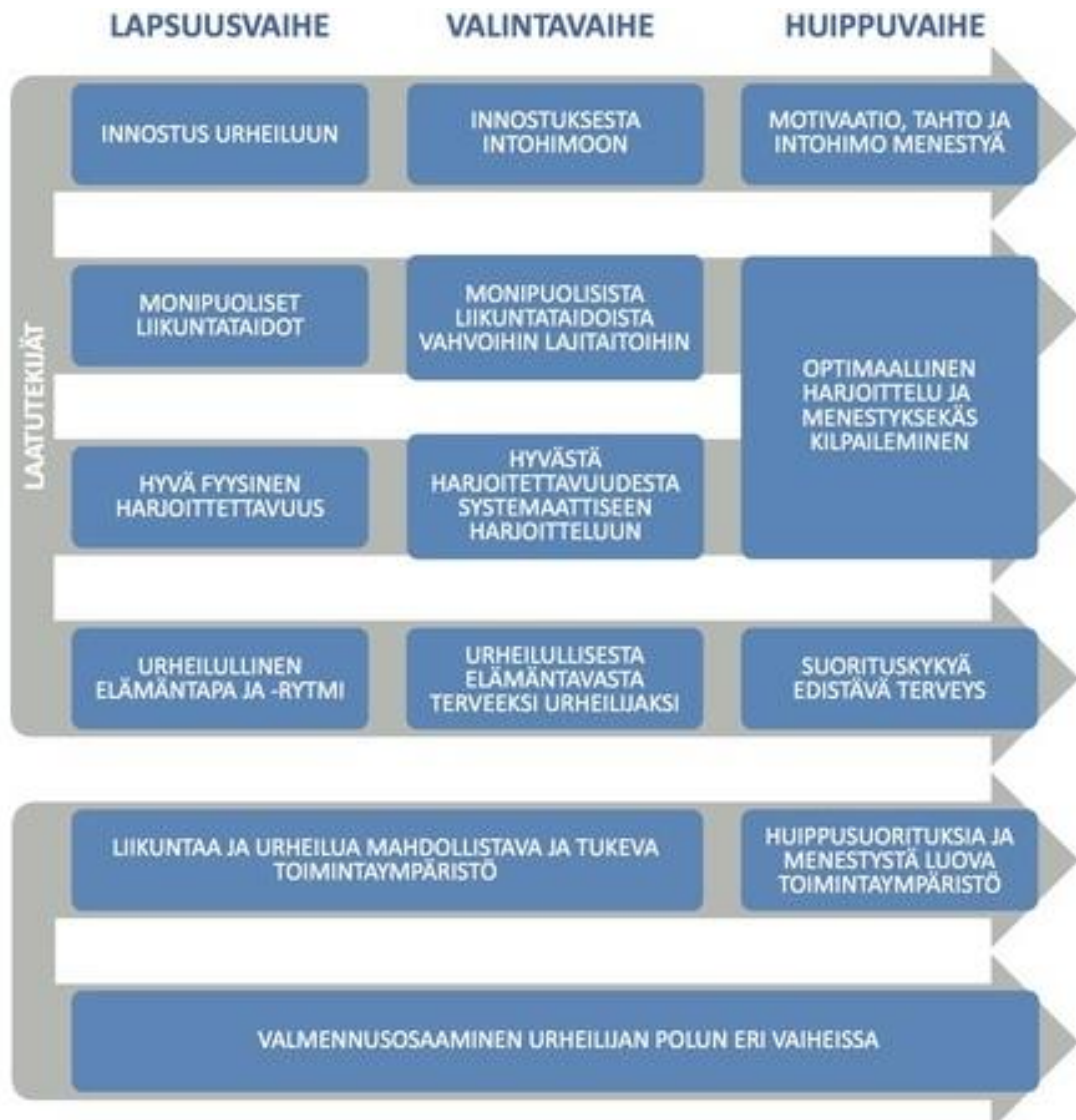 LAPSUUSVAIHE
VALINTAVAIHE
HUIPPUVAIHE
LAATUTEKIJÄT
INNOSTUS URHEILUUN
INNOSTUKSESTA
INTOHIMOON
MOTIVAATIO, TAHTO JA
INTOHIMO MENESTYÄ
MONIPUOLISET
LIIKUNTATAIDOT
MONIPUOLISISTA
LIIKUNTATAIDOISTA
VAHVOIHIN LAJITAITOIHIN
OPTIMAALLINEN
HARJOITTELU JA
MENESTYKSEKÄS
KILPAILEMINEN
HYVÄ FYYSINEN
HARJOITTETTAVUUS
HYVÄSTÄ
HARJOITETTAVUUDESTA
SYSTEMAATTISEEN
HARJOITTELUUN
URHEILULLINEN
ELÄMÄNTAPA JA -RYTMI
URHEILULLISESTA
ELÄMÄNTAVASTA
TERVEEKSI URHEILIJAKSI
SUORITUSKYKYÄ
EDISTÄVÄ TERVEYS
LIIKUNTAA JA URHEILUA MAHDOLLISTAVA JA TUKEVA
TOIMINTAYMPÄRISTÖ
HUIPPUSUORITUKSIA JA
MENESTYSTÄ LUOVA
TOIMINTAYMPÄRISTÖ
VALMENNUSOSAAMINEN URHEILIJAN POLUN ERI VAIHEISSA